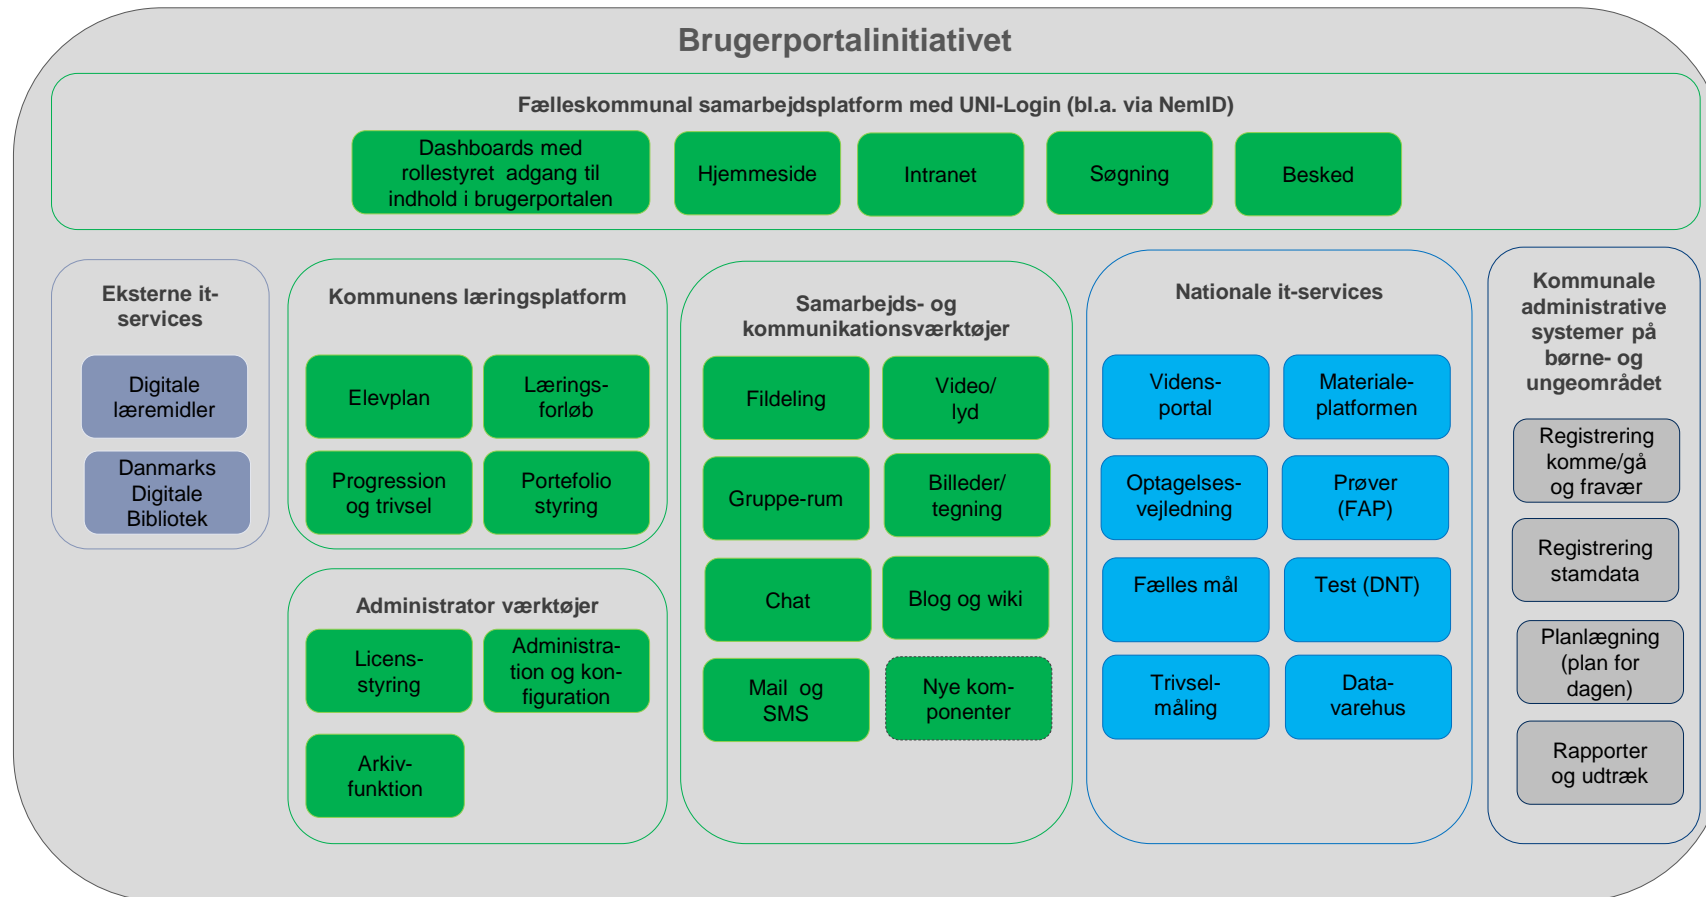 Brugerportalinitiativet
Fælleskommunal samarbejdsplatform med UNI-Login (bl.a. via NemID)
Dashboards med
rollestyret adgang til
indhold i brugerportalen
Hjemmeside
Intranet
Søgning
Besked
Eksterne it-
services
Digitale
læremidler
Danmarks
Digitale
Bibliotek
Kommunens læringsplatform
Elevplan
Lærings-
forløb
Progression
og trivsel
Portefolio
styring
Administrator værktøjer
Licens-
styring
Administra-
tion og kon-
figuration
Arkiv-
funktion
Samarbejds- og
kommunikationsværktøjer
Fildeling
Video/
lyd
Gruppe-rum
Billeder/
tegning
Chat
Blog og wiki
Mail og
SMS
Nye kom-
ponenter
Nationale it-services
Videns-
portal
Materiale-
platformen
Optagelses-
vejledning
Prøver
(FAP)
Fælles mål
Test (DNT)
Trivsel-
måling
Data-
varehus
Kommunale
administrative
systemer på
børne- og
ungeområdet
Registrering
komme/gå
og fravær
Registrering
stamdata
Planlægning
(plan for
dagen)
Rapporter
og udtræk